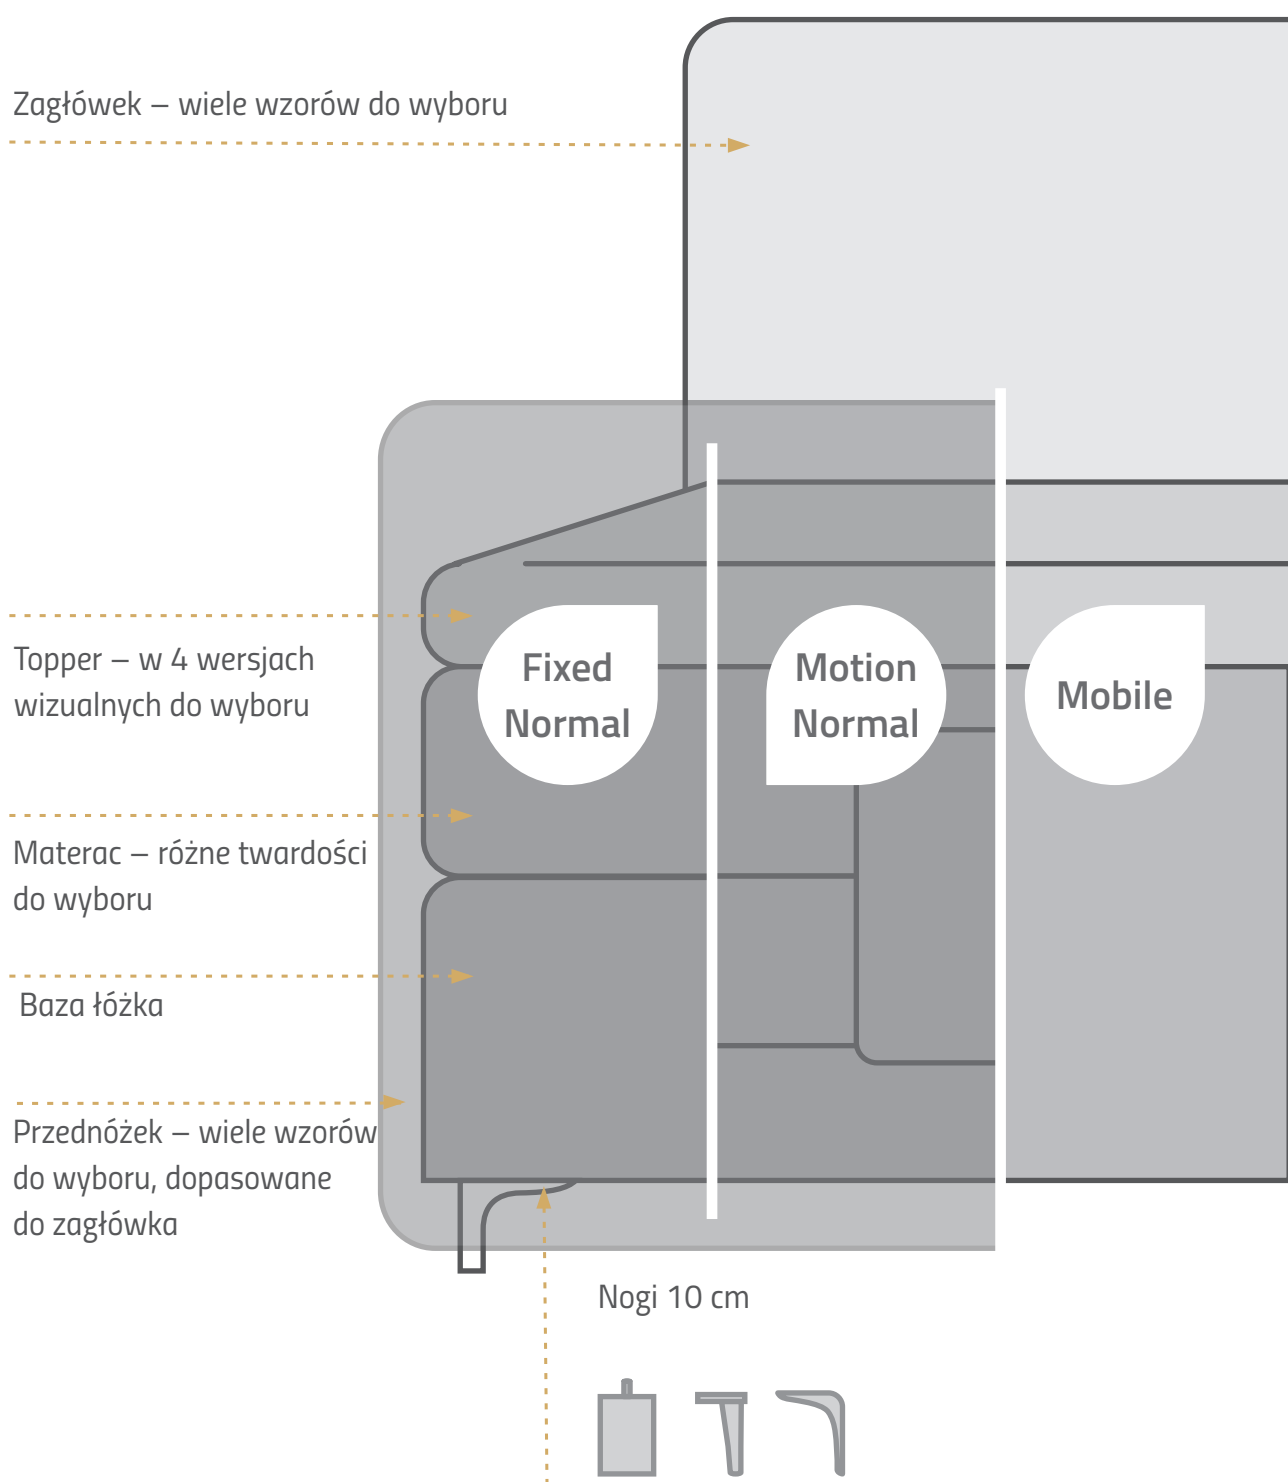 Zagłówek – wiele wzorów do wyboru
Topper – w 4 wersjach
wizualnych do wyboru
Fixed
Normal
Motion
Normal
Mobile
Materac – różne twardości
do wyboru
Baza łóżka
Przednóżek – wiele wzorów
do wyboru, dopasowane
do zagłówka
Nogi 10 cm